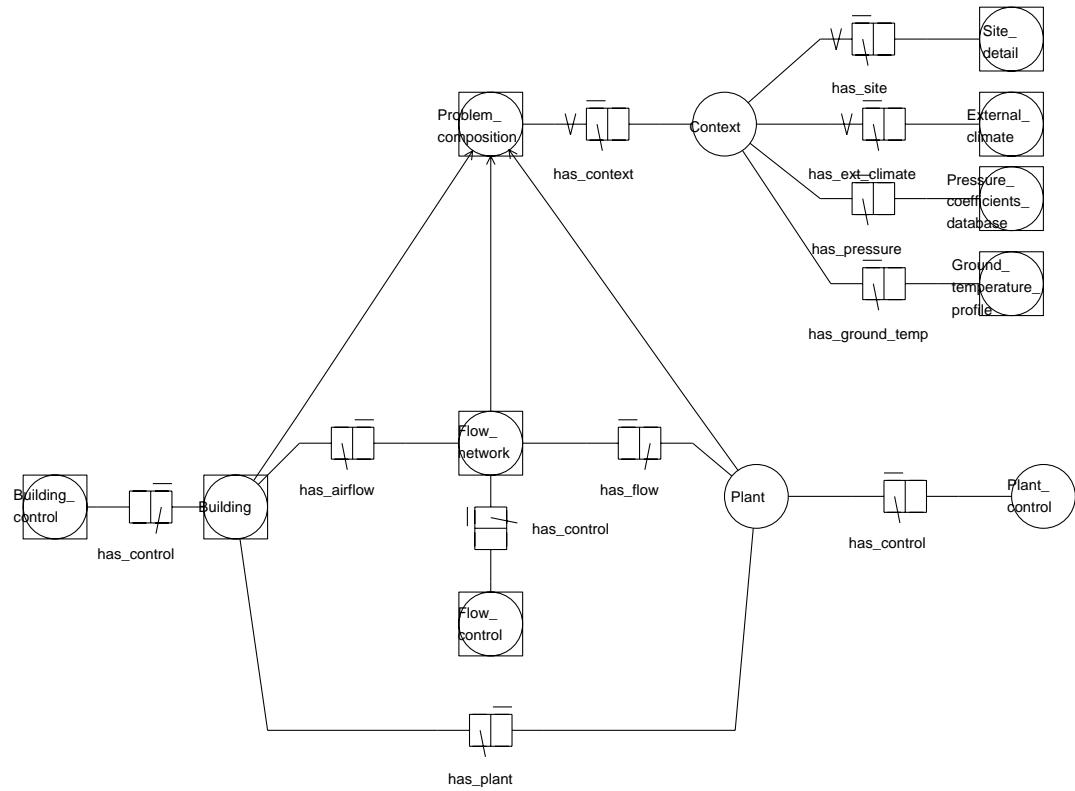 Site_
detail
has_site
Problem_
composition
has_context
Context
External_
climate
has_ext_climate
Pressure_
coefficients_
database
has_pressure
Ground_
temperature_
profile
has_ground_temp
Flow_
network
has_airflow
has_flow
Building_
control
has_control
Building
has_control
Plant
has_control
Plant_
control
Flow_
control
has_plant